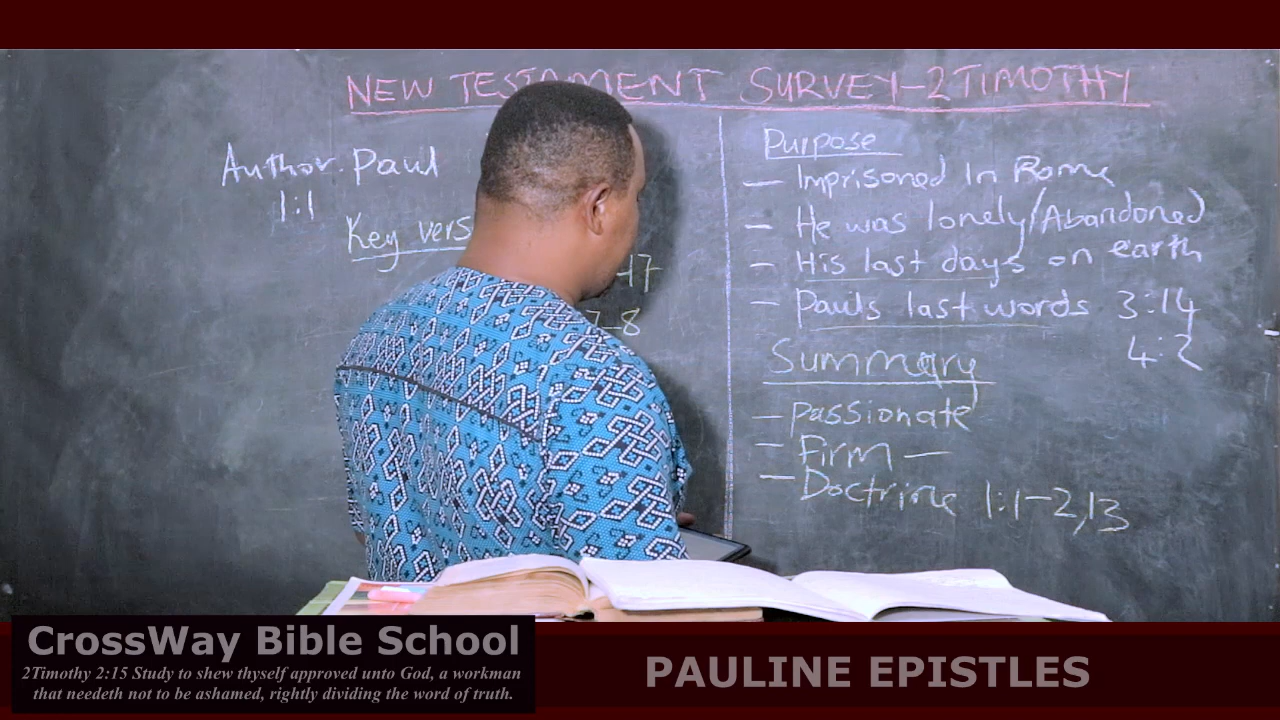 NEW TESTAMENT SURVEY-2TIMOTHY
Author. Paul
1:1
Key vers
-17
7-8
Purpose
— Imprisoned In Rome
— He was lonely/Abandoned
— His last days on earth
— Pauls last words 3:14
4:2
Summary
— Passionate
— Firm —
— Doctrine 1:1-2,13
CrossWay Bible School
2Timothy 2:15 Study to shew thyself approved unto God, a workman
that needeth not to be ashamed, rightly dividing the word of truth.
PAULINE EPISTLES